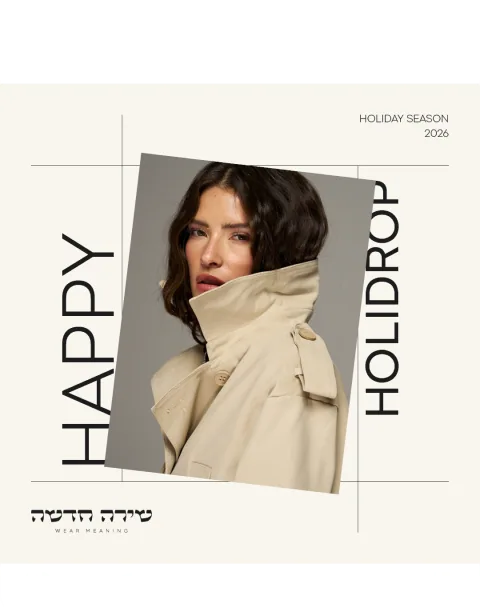 HOLIDAY SEASON
2026
HAPPY
HOLIDROP
שירה חדשה
WEAR MEANING